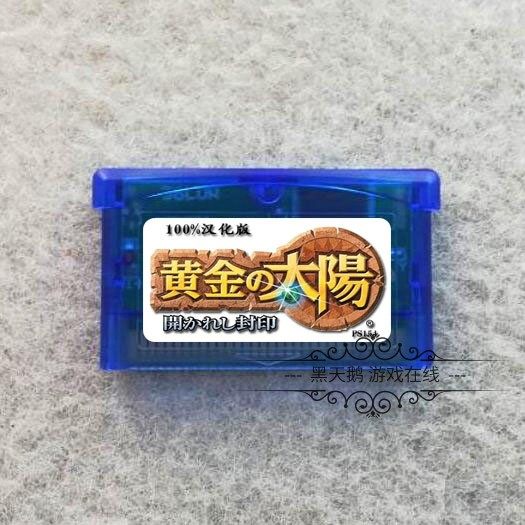 100%汉化版
黄金の太陽
開かれし封印
PS154
--- 黑天鹅 游戏在线 ---